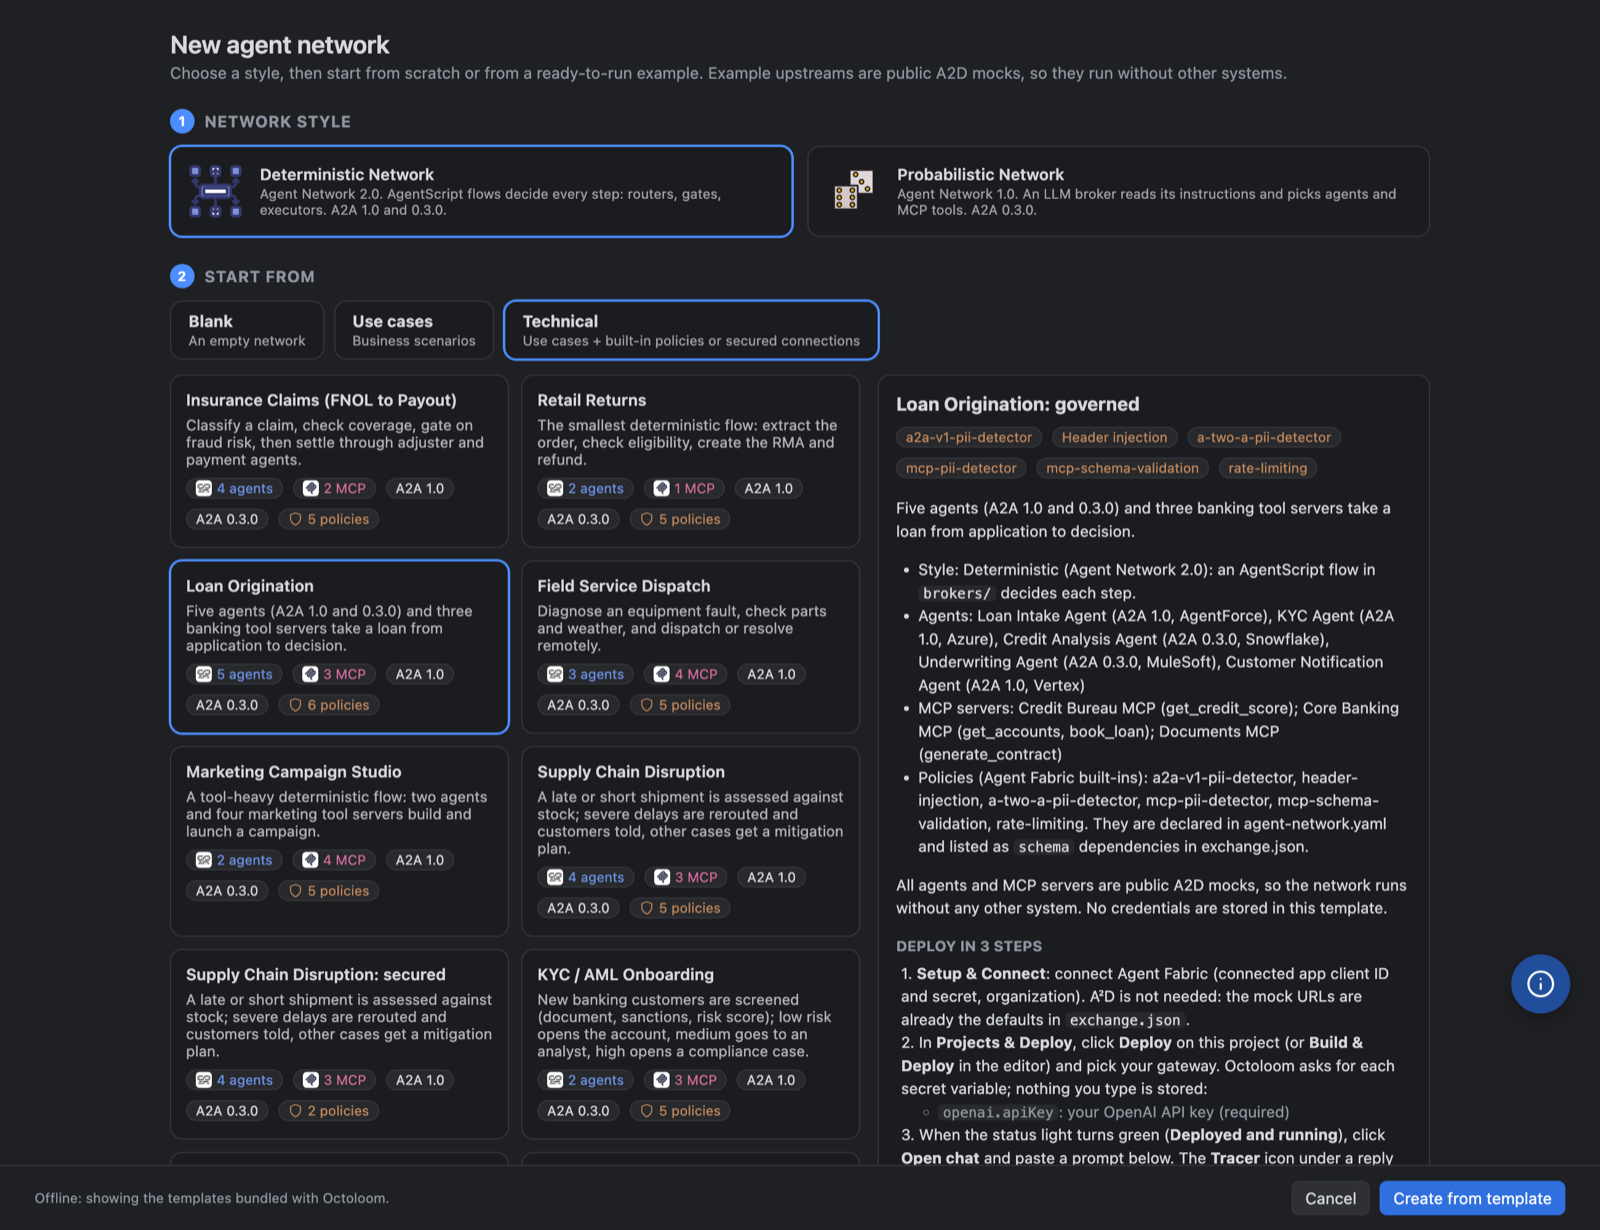 New agent network
Choose a style, then start from scratch or from a ready-to-run example. Example upstreams are public A2D mocks, so they run without other systems.
1 NETWORK STYLE
Deterministic Network
Agent Network 2.0. AgentScript flows decide every step: routers, gates,
executors. A2A 1.0 and 0.3.0.
Probabilistic Network
Agent Network 1.0. An LLM broker reads its instructions and picks agents and
MCP tools. A2A 0.3.0.
2 START FROM
Blank
An empty network
Use cases
Business scenarios
Technical
Use cases + built-in policies or secured connections
Insurance Claims (FNOL to Payout)
Classify a claim, check coverage, gate on
fraud risk, then settle through adjuster and
payment agents.
4 agents 2 MCP A2A 1.0
A2A 0.3.0 5 policies
Retail Returns
The smallest deterministic flow: extract the
order, check eligibility, create the RMA and
refund.
2 agents 1 MCP A2A 1.0
A2A 0.3.0 5 policies
Loan Origination
Five agents (A2A 1.0 and 0.3.0) and three
banking tool servers take a loan from
application to decision.
5 agents 3 MCP A2A 1.0
A2A 0.3.0 6 policies
Field Service Dispatch
Diagnose an equipment fault, check parts
and weather, and dispatch or resolve
remotely.
3 agents 4 MCP A2A 1.0
A2A 0.3.0 5 policies
Marketing Campaign Studio
A tool-heavy deterministic flow: two agents
and four marketing tool servers build and
launch a campaign.
2 agents 4 MCP A2A 1.0
A2A 0.3.0 5 policies
Supply Chain Disruption
A late or short shipment is assessed against
stock; severe delays are rerouted and
customers told, other cases get a mitigation
plan.
4 agents 3 MCP A2A 1.0
A2A 0.3.0 5 policies
Supply Chain Disruption: secured
A late or short shipment is assessed against
stock; severe delays are rerouted and
customers told, other cases get a mitigation
plan.
4 agents 3 MCP A2A 1.0
A2A 0.3.0 2 policies
KYC / AML Onboarding
New banking customers are screened
(document, sanctions, risk score); low risk
opens the account, medium goes to an
analyst, high opens a compliance case.
2 agents 3 MCP A2A 1.0
A2A 0.3.0 5 policies
Loan Origination: governed
a2a-v1-pii-detector Header injection a-two-a-pii-detector
mcp-pii-detector mcp-schema-validation rate-limiting
Five agents (A2A 1.0 and 0.3.0) and three banking tool servers take a
loan from application to decision.
• Style: Deterministic (Agent Network 2.0): an AgentScript flow in
brokers/ decides each step.
• Agents: Loan Intake Agent (A2A 1.0, AgentForce), KYC Agent (A2A
1.0, Azure), Credit Analysis Agent (A2A 0.3.0, Snowflake),
Underwriting Agent (A2A 0.3.0, MuleSoft), Customer Notification
Agent (A2A 1.0, Vertex)
• MCP servers: Credit Bureau MCP (get_credit_score); Core Banking
MCP (get_accounts, book_loan); Documents MCP
(generate_contract)
• Policies (Agent Fabric built-ins): a2a-v1-pii-detector, header-
injection, a-two-a-pii-detector, mcp-pii-detector, mcp-schema-
validation, rate-limiting. They are declared in agent-network.yaml
and listed as schema dependencies in exchange.json.
All agents and MCP servers are public A2D mocks, so the network runs
without any other system. No credentials are stored in this template.
DEPLOY IN 3 STEPS
1. Setup & Connect: connect Agent Fabric (connected app client ID
and secret, organization). A²D is not needed: the mock URLs are
already the defaults in exchange.json.
2. In Projects & Deploy, click Deploy on this project (or Build &
Deploy in the editor) and pick your gateway. Octoloom asks for each
secret variable; nothing you type is stored:
◦ openai.apiKey: your OpenAI API key (required)
3. When the status light turns green (Deployed and running), click
Open chat and paste a prompt below. The Tracer icon under a reply
Offline: showing the templates bundled with Octoloom.
Cancel
Create from template